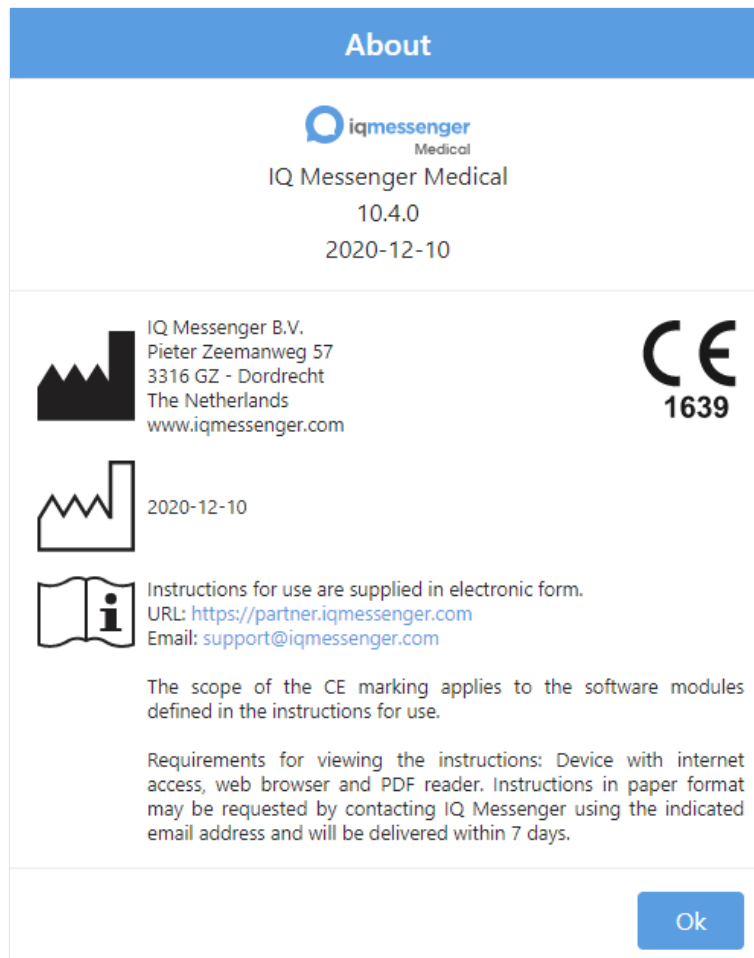 About
iqmessenger
Medical
IQ Messenger Medical
10.4.0
2020-12-10
IQ Messenger B.V.
Pieter Zeemanweg 57
3316 GZ - Dordrecht
The Netherlands
www.iqmessenger.com
CE
1639
2020-12-10
i
Instructions for use are supplied in electronic form.
URL: https://partner.iqmessenger.com
Email: support@iqmessenger.com
The scope of the CE marking applies to the software modules
defined in the instructions for use.
Requirements for viewing the instructions: Device with internet
access, web browser and PDF reader. Instructions in paper format
may be requested by contacting IQ Messenger using the indicated
email address and will be delivered within 7 days.
Ok